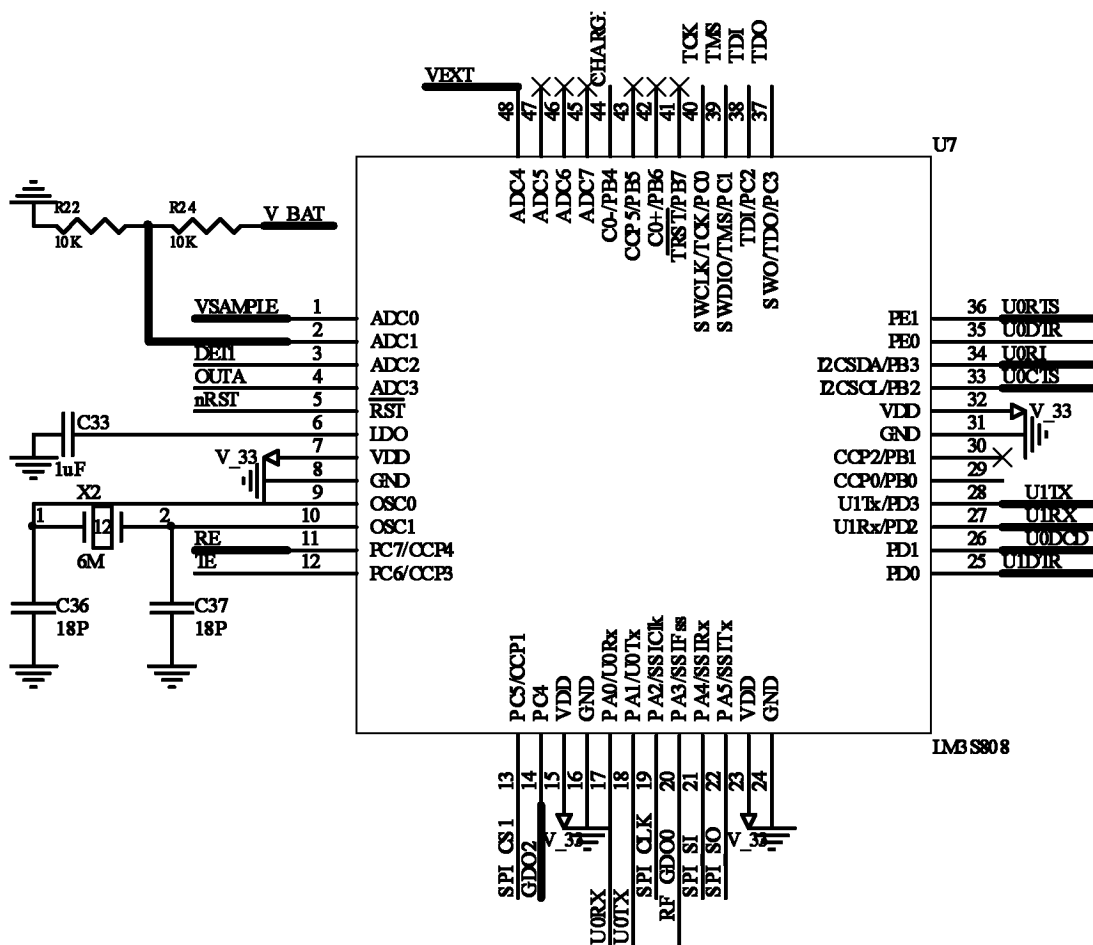 CHARG.
TCK
TMS
TDI
TDO
VEXT
48
47
46
45
44
43
42
41
40
39
38
37
U7
ADC4
ADC5
ADC6
ADC7
C0-/PB4
CCP5/PB5
C0+/PB6
TRST/PB7
SWCLK/TCK/PC0
SWDIO/TMS/PC1
TDI/PC2
SWO/TDO/PC3
R22
10K
R24
10K
V BAT
VSAMPLE 1 ADC0
2 ADC1
DET1 3 ADC2
OUTA 4 ADC3
nRST 5 RST
6 LDO
7 VDD
8 GND
9 OSC0
10 OSC1
RE 11 PC7/CCP4
TE 12 PC6/CCP3
C33
1uF
V_33
X2
1
12
2
6M
C36
18P
C37
18P
PE1 36 U0RTS
PE0 35 U0DTR
I2CSDA/PB3 34 U0RI
I2CSCL/PB2 33 U0CTS
VDD 32
V_33
GND 31
CCP2/PB1 30
CCP0/PB0 29
U1Tx/PD3 28 U1TX
U1Rx/PD2 27 U1RX
PD1 26 U0DCD
PD0 25 U1DTR
PC5/CCP1
PC4
VDD
GND
PA0/U0Rx
PA1/U0Tx
PA2/SSIClk
PA3/SSIFss
PA4/SSIRx
PA5/SSITx
VDD
GND
LM3S808
13
14
15
16
17
18
19
20
21
22
23
24
SPI CS1
GDO2
V_33
U0RX
U0TX
SPI CLK
RF GDO0
SPI SI
SPI SO
V_33